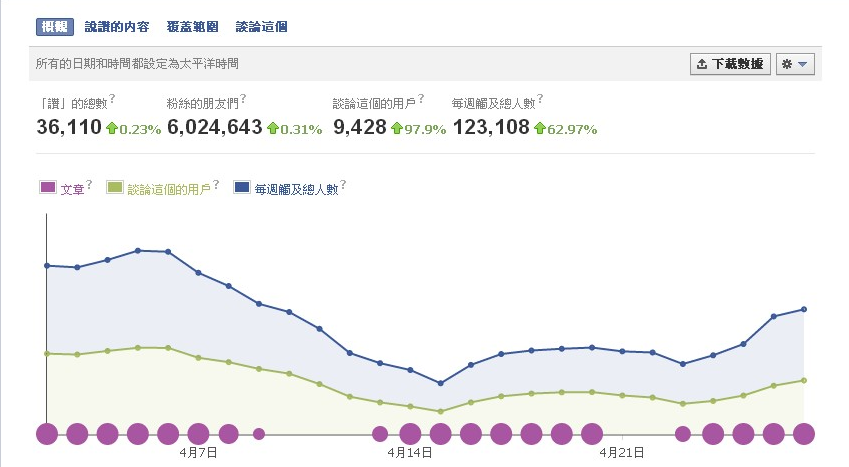 概觀 說讚的內容 覆蓋範圍 談論這個
所有的日期和時間都設定為太平洋時間 下載數據
「讚」的總數? 粉絲的朋友們? 談論這個的用戶? 每週觸及總人數?
36,110 0.23% 6,024,643 0.31% 9,428 97.9% 123,108 62.97%
文章? 談論這個的用戶? 每週觸及總人數?
4月7日 4月14日 4月21日